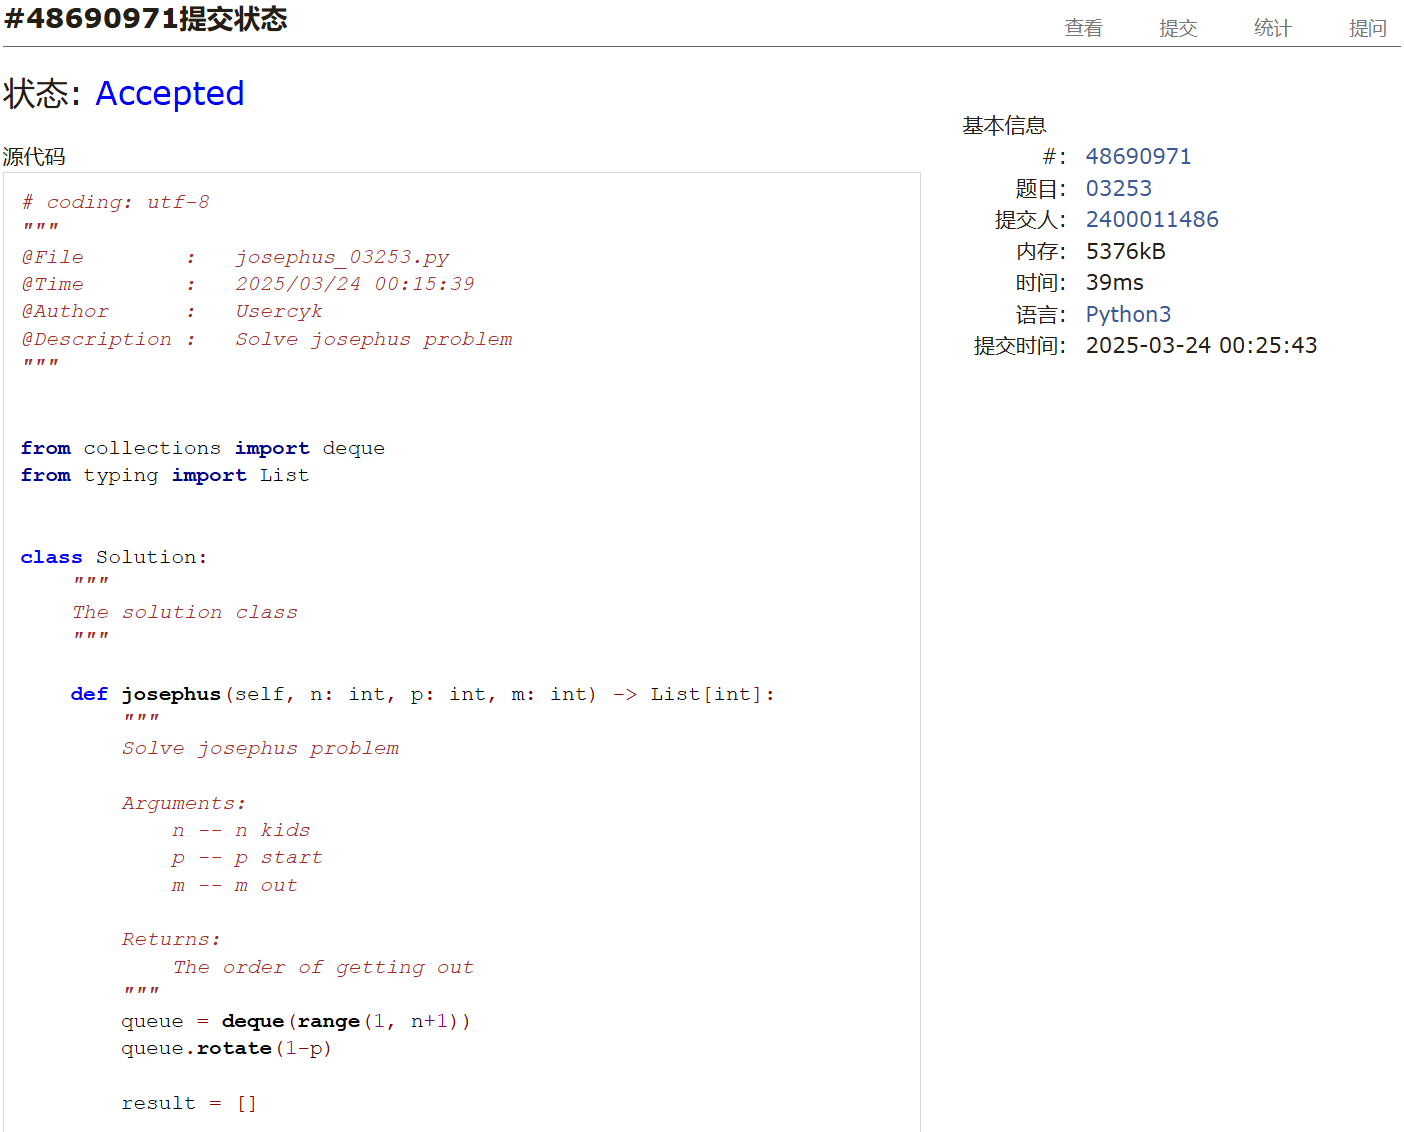 #48690971提交状态
查看 提交 统计 提问
状态: Accepted
源代码
# coding: utf-8
"""
@File        :   josephus_03253.py
@Time        :   2025/03/24 00:15:39
@Author      :   Usercyk
@Description :   Solve josephus problem
"""
from collections import deque
from typing import List
class Solution:
    """
    The solution class
    """
    def josephus(self, n: int, p: int, m: int) -> List[int]:
        """
        Solve josephus problem
        Arguments:
            n -- n kids
            p -- p start
            m -- m out
        Returns:
            The order of getting out
        """
        queue = deque(range(1, n+1))
        queue.rotate(1-p)
        result = []
基本信息
#: 48690971
题目: 03253
提交人: 2400011486
内存: 5376kB
时间: 39ms
语言: Python3
提交时间: 2025-03-24 00:25:43